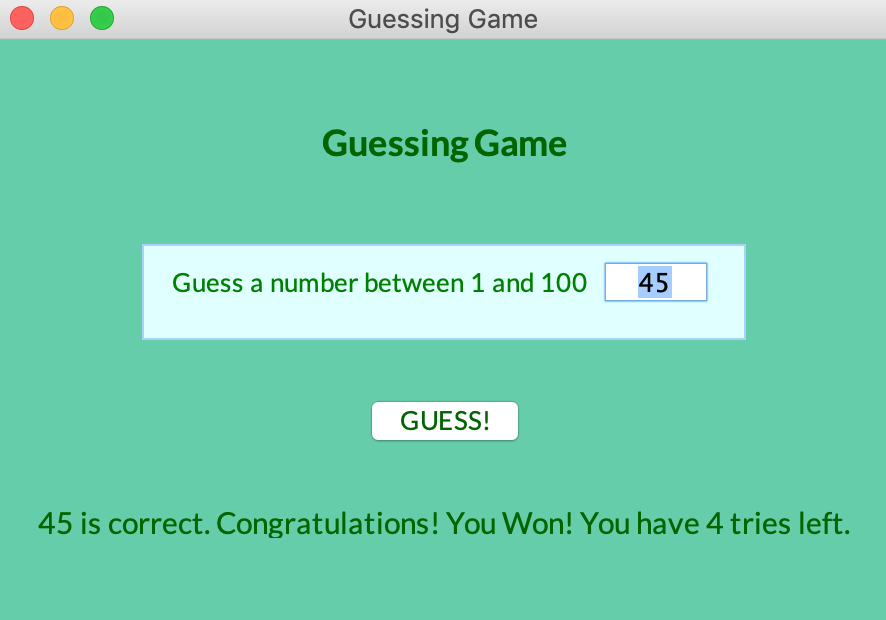 Guessing Game
Guessing Game
Guess a number between 1 and 100 45
GUESS!
45 is correct. Congratulations! You Won! You have 4 tries left.